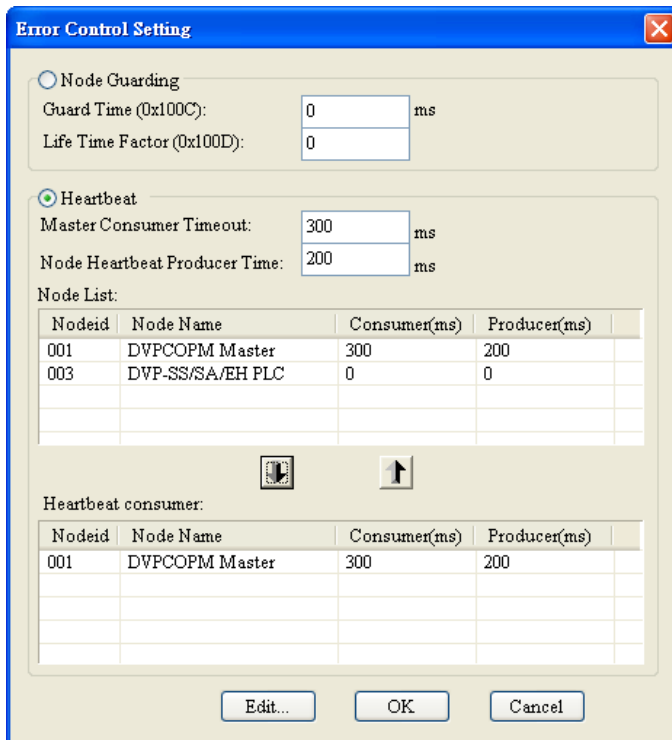 Error Control Setting
Node Guarding
Guard Time (0x100C): 0 ms
Life Time Factor (0x100D): 0
Heartbeat
Master Consumer Timeout: 300 ms
Node Heartbeat Producer Time: 200 ms
Node List:
Nodeid Node Name Consumer(ms) Producer(ms)
001 DVPCOPM Master 300 200
003 DVP-SS/SA/EH PLC 0 0
Heartbeat consumer:
Nodeid Node Name Consumer(ms) Producer(ms)
001 DVPCOPM Master 300 200
Edit... OK Cancel